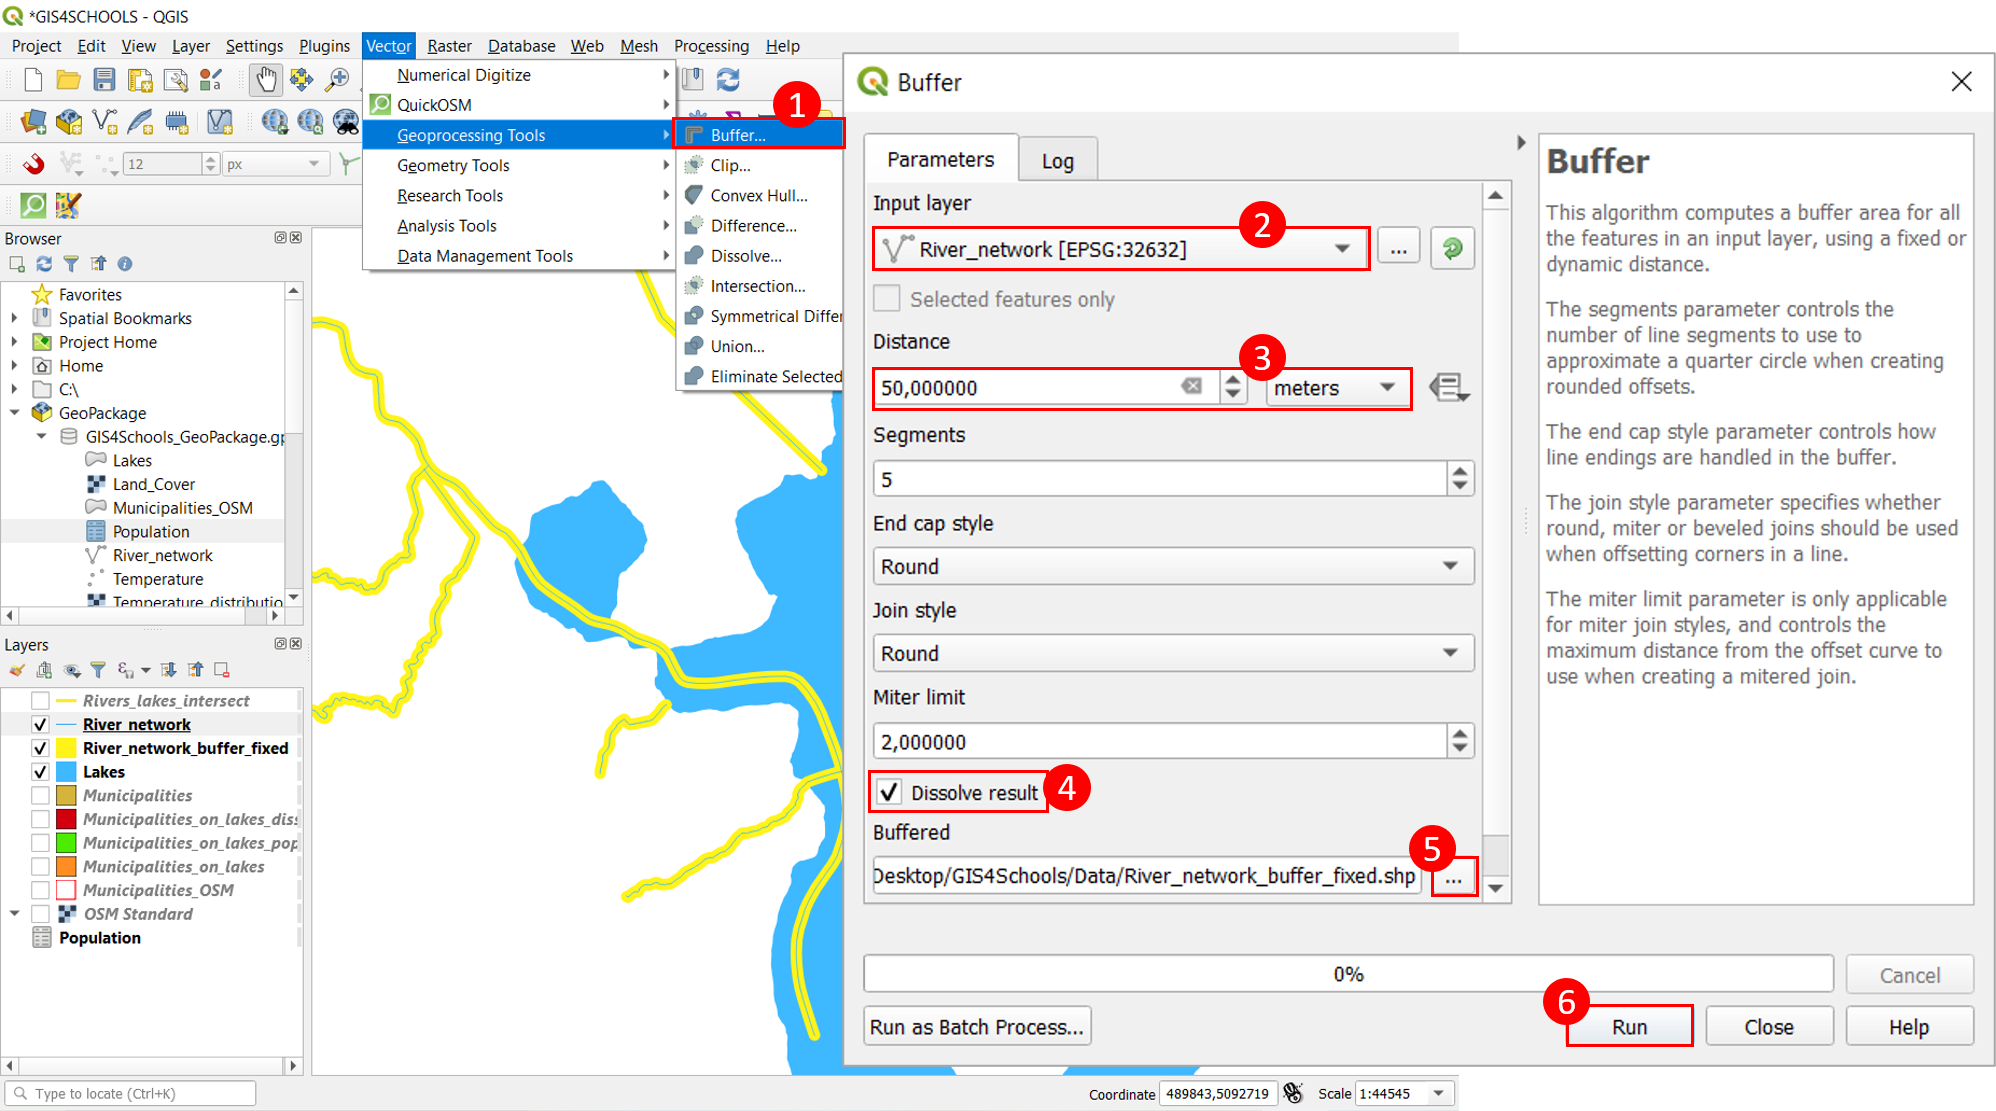 *GIS4SCHOOLS - QGIS
Project Edit View Layer Settings Plugins Vector Raster Database Web Mesh Processing Help
Numerical Digitize
QuickOSM
Geoprocessing Tools
Geometry Tools
Research Tools
Analysis Tools
Data Management Tools
1
Buffer...
Clip...
Convex Hull...
Difference...
Dissolve...
Intersection...
Symmetrical Differ
Union...
Eliminate Selected
12
px
Browser
Favorites
Spatial Bookmarks
Project Home
Home
C:\
GeoPackage
GIS4Schools_GeoPackage.gp
Lakes
Land_Cover
Municipalities_OSM
Population
River_network
Temperature
Temperature_distributio
Layers
Rivers_lakes_intersect
River_network
River_network_buffer_fixed
Lakes
Municipalities
Municipalities_on_lakes_diss
Municipalities_on_lakes_pop
Municipalities_on_lakes
Municipalities_OSM
OSM Standard
Population
Type to locate (Ctrl+K)
Coordinate 489843,5092719
Scale 1:44545
Buffer
Parameters Log
Input layer
2
River_network [EPSG:32632]
...
Selected features only
Distance
3
50,000000
meters
Segments
5
End cap style
Round
Join style
Round
Miter limit
2,000000
Dissolve result
4
Buffered
5
Desktop/GIS4Schools/Data/River_network_buffer_fixed.shp
...
Buffer
This algorithm computes a buffer area for all
the features in an input layer, using a fixed or
dynamic distance.
The segments parameter controls the
number of line segments to use to
approximate a quarter circle when creating
rounded offsets.
The end cap style parameter controls how
line endings are handled in the buffer.
The join style parameter specifies whether
round, miter or beveled joins should be used
when offsetting corners in a line.
The miter limit parameter is only applicable
for miter join styles, and controls the
maximum distance from the offset curve to
use when creating a mitered join.
0%
Cancel
6
Run as Batch Process...
Run
Close
Help